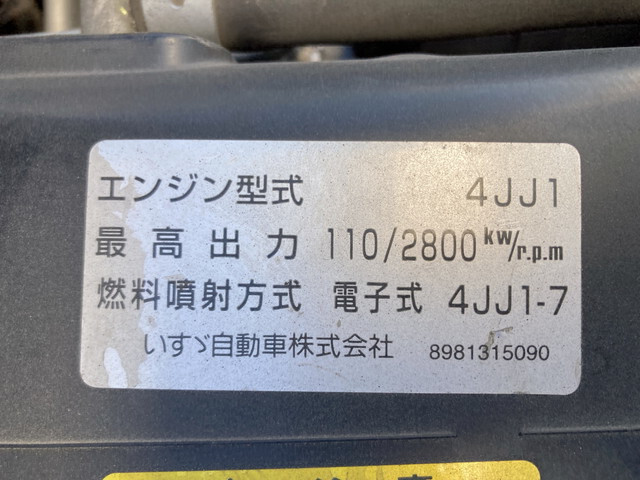 エンジン型式 4JJ1
最高出力 110/2800 kw/r.p.m
燃料噴射方式 電子式 4JJ1-7
いすゞ自動車株式会社 8981315090